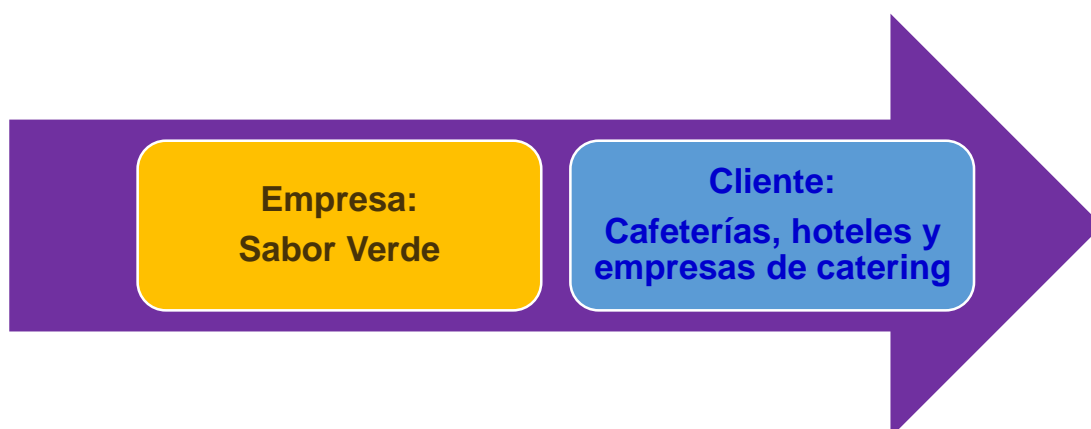 Empresa:
Sabor Verde
Cliente:
Cafeterías, hoteles y
empresas de catering